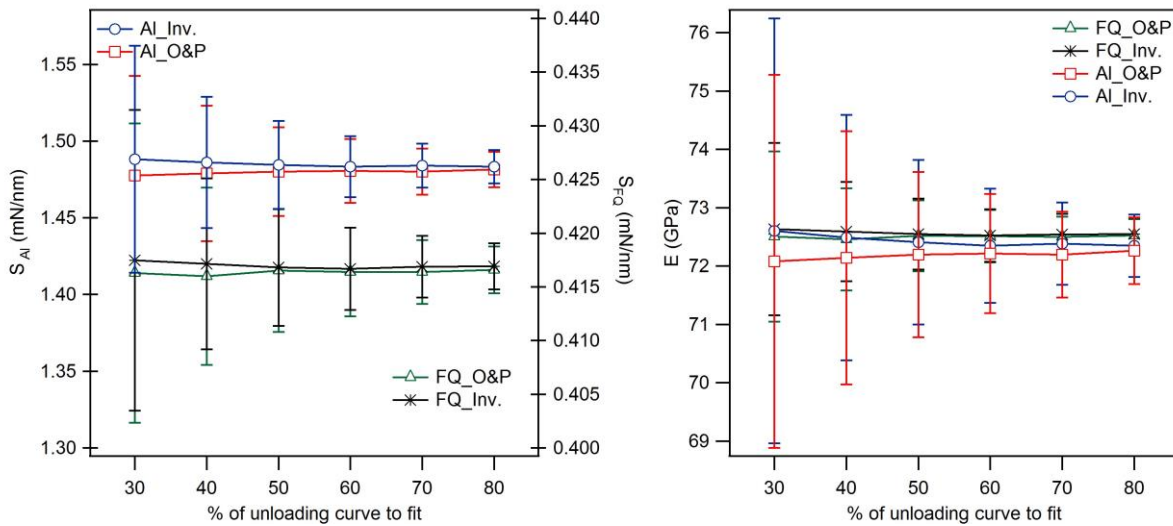 Al_Inv.
Al_O&P
1.55
1.50
1.45
1.40
1.35
1.30
S_Al (mN/nm)
0.440
0.435
0.430
0.425
0.420
0.415
0.410
0.405
0.400
S_FQ (mN/nm)
FQ_O&P
FQ_Inv.
30 40 50 60 70 80
% of unloading curve to fit
FQ_O&P
FQ_Inv.
Al_O&P
Al_Inv.
76
75
74
73
72
71
70
69
E (GPa)
30 40 50 60 70 80
% of unloading curve to fit